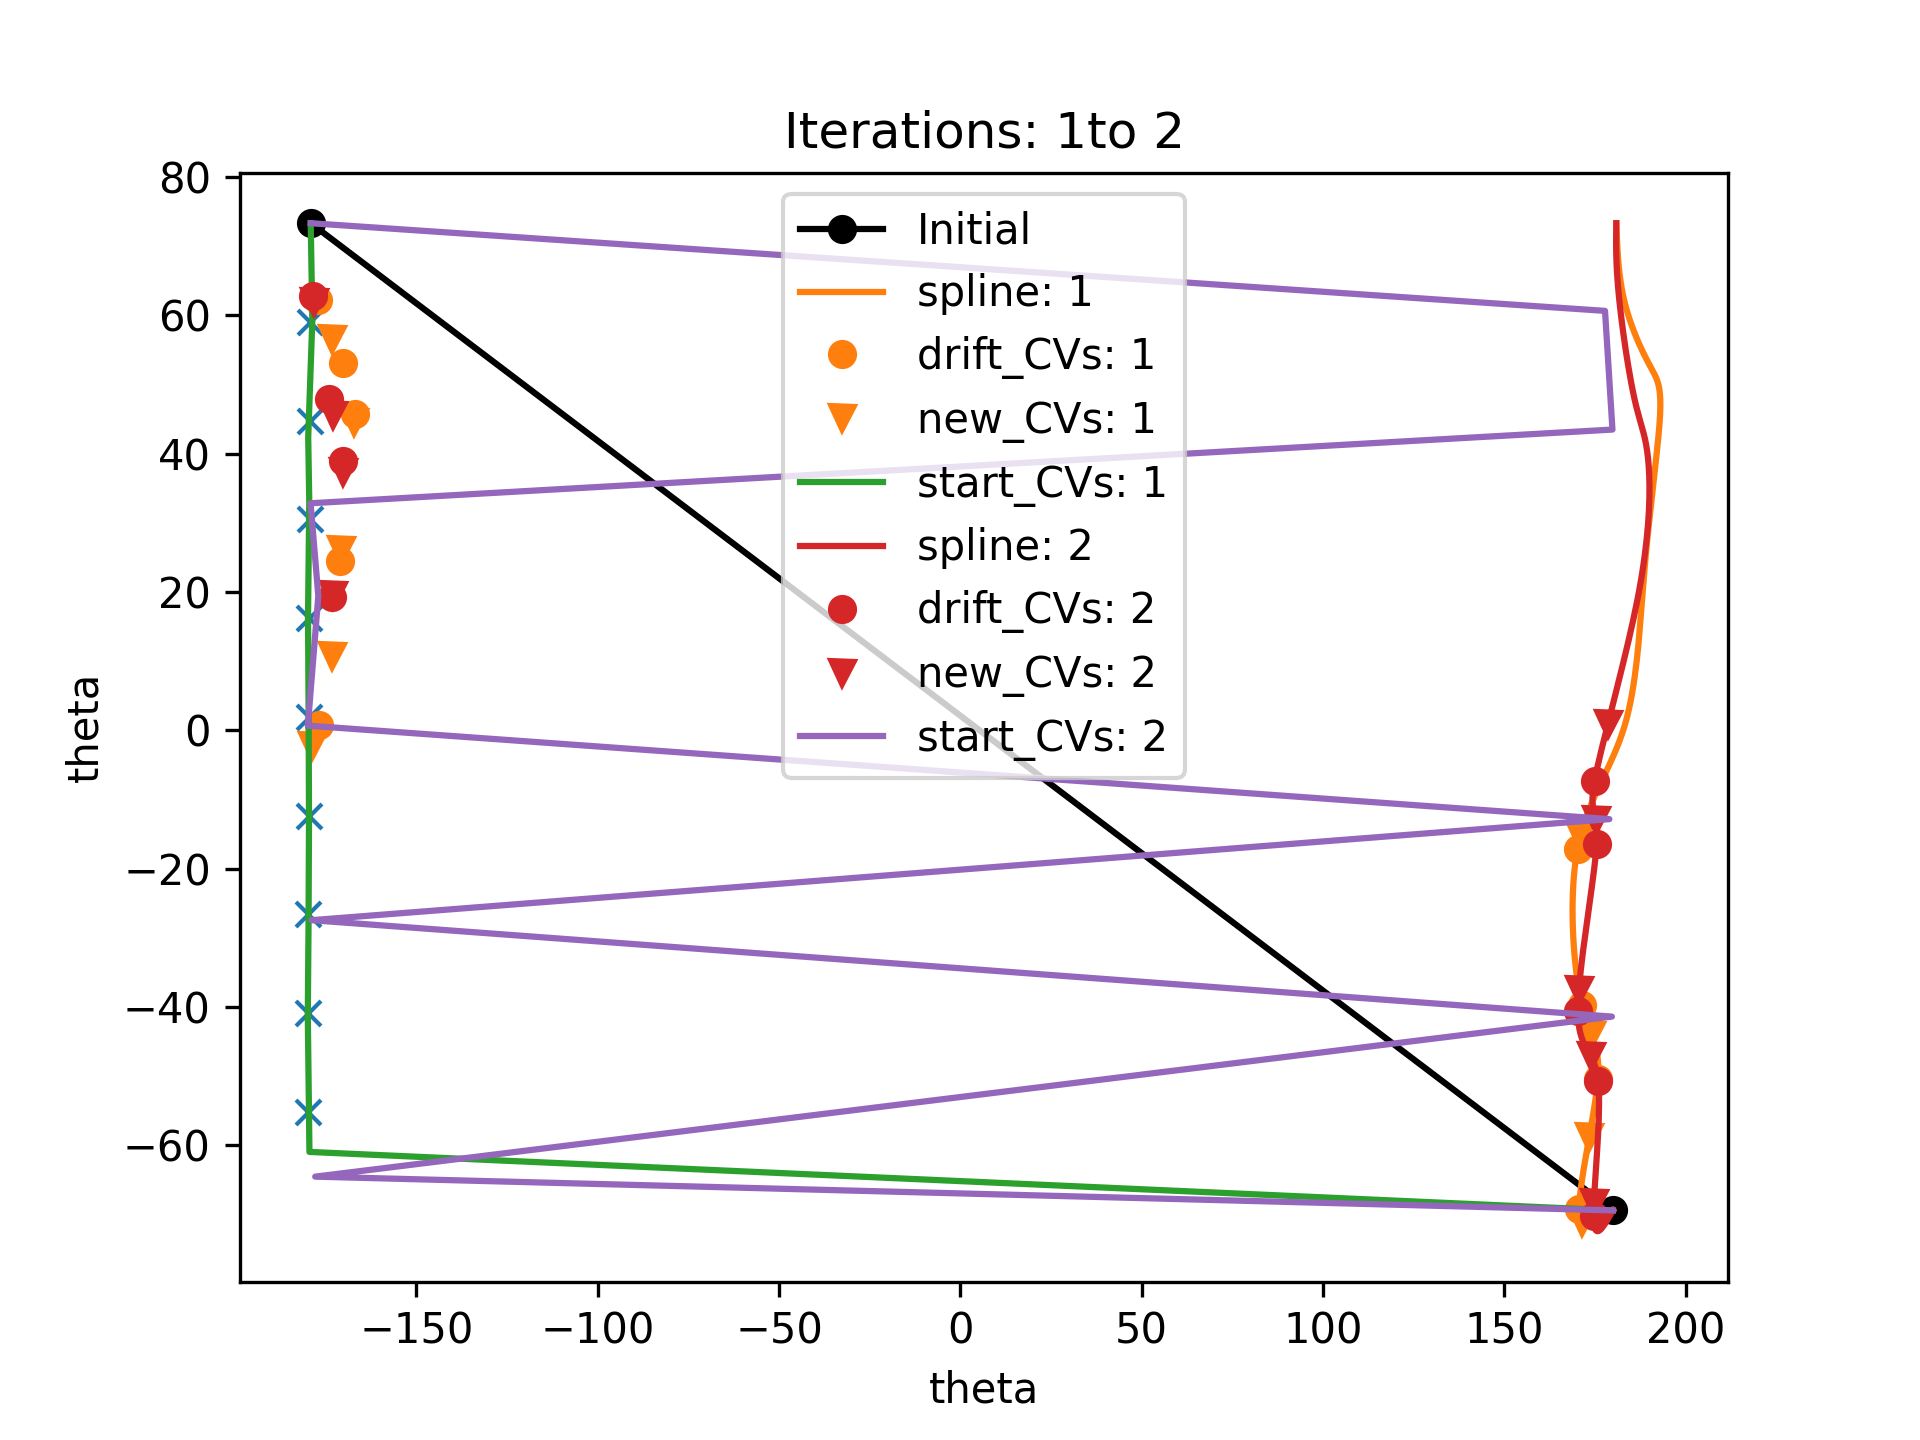 Iterations: 1to 2
80
60
40
20
0
−20
−40
−60
theta
Initial
spline: 1
drift_CVs: 1
new_CVs: 1
start_CVs: 1
spline: 2
drift_CVs: 2
new_CVs: 2
start_CVs: 2
−150 −100 −50 0 50 100 150 200
theta